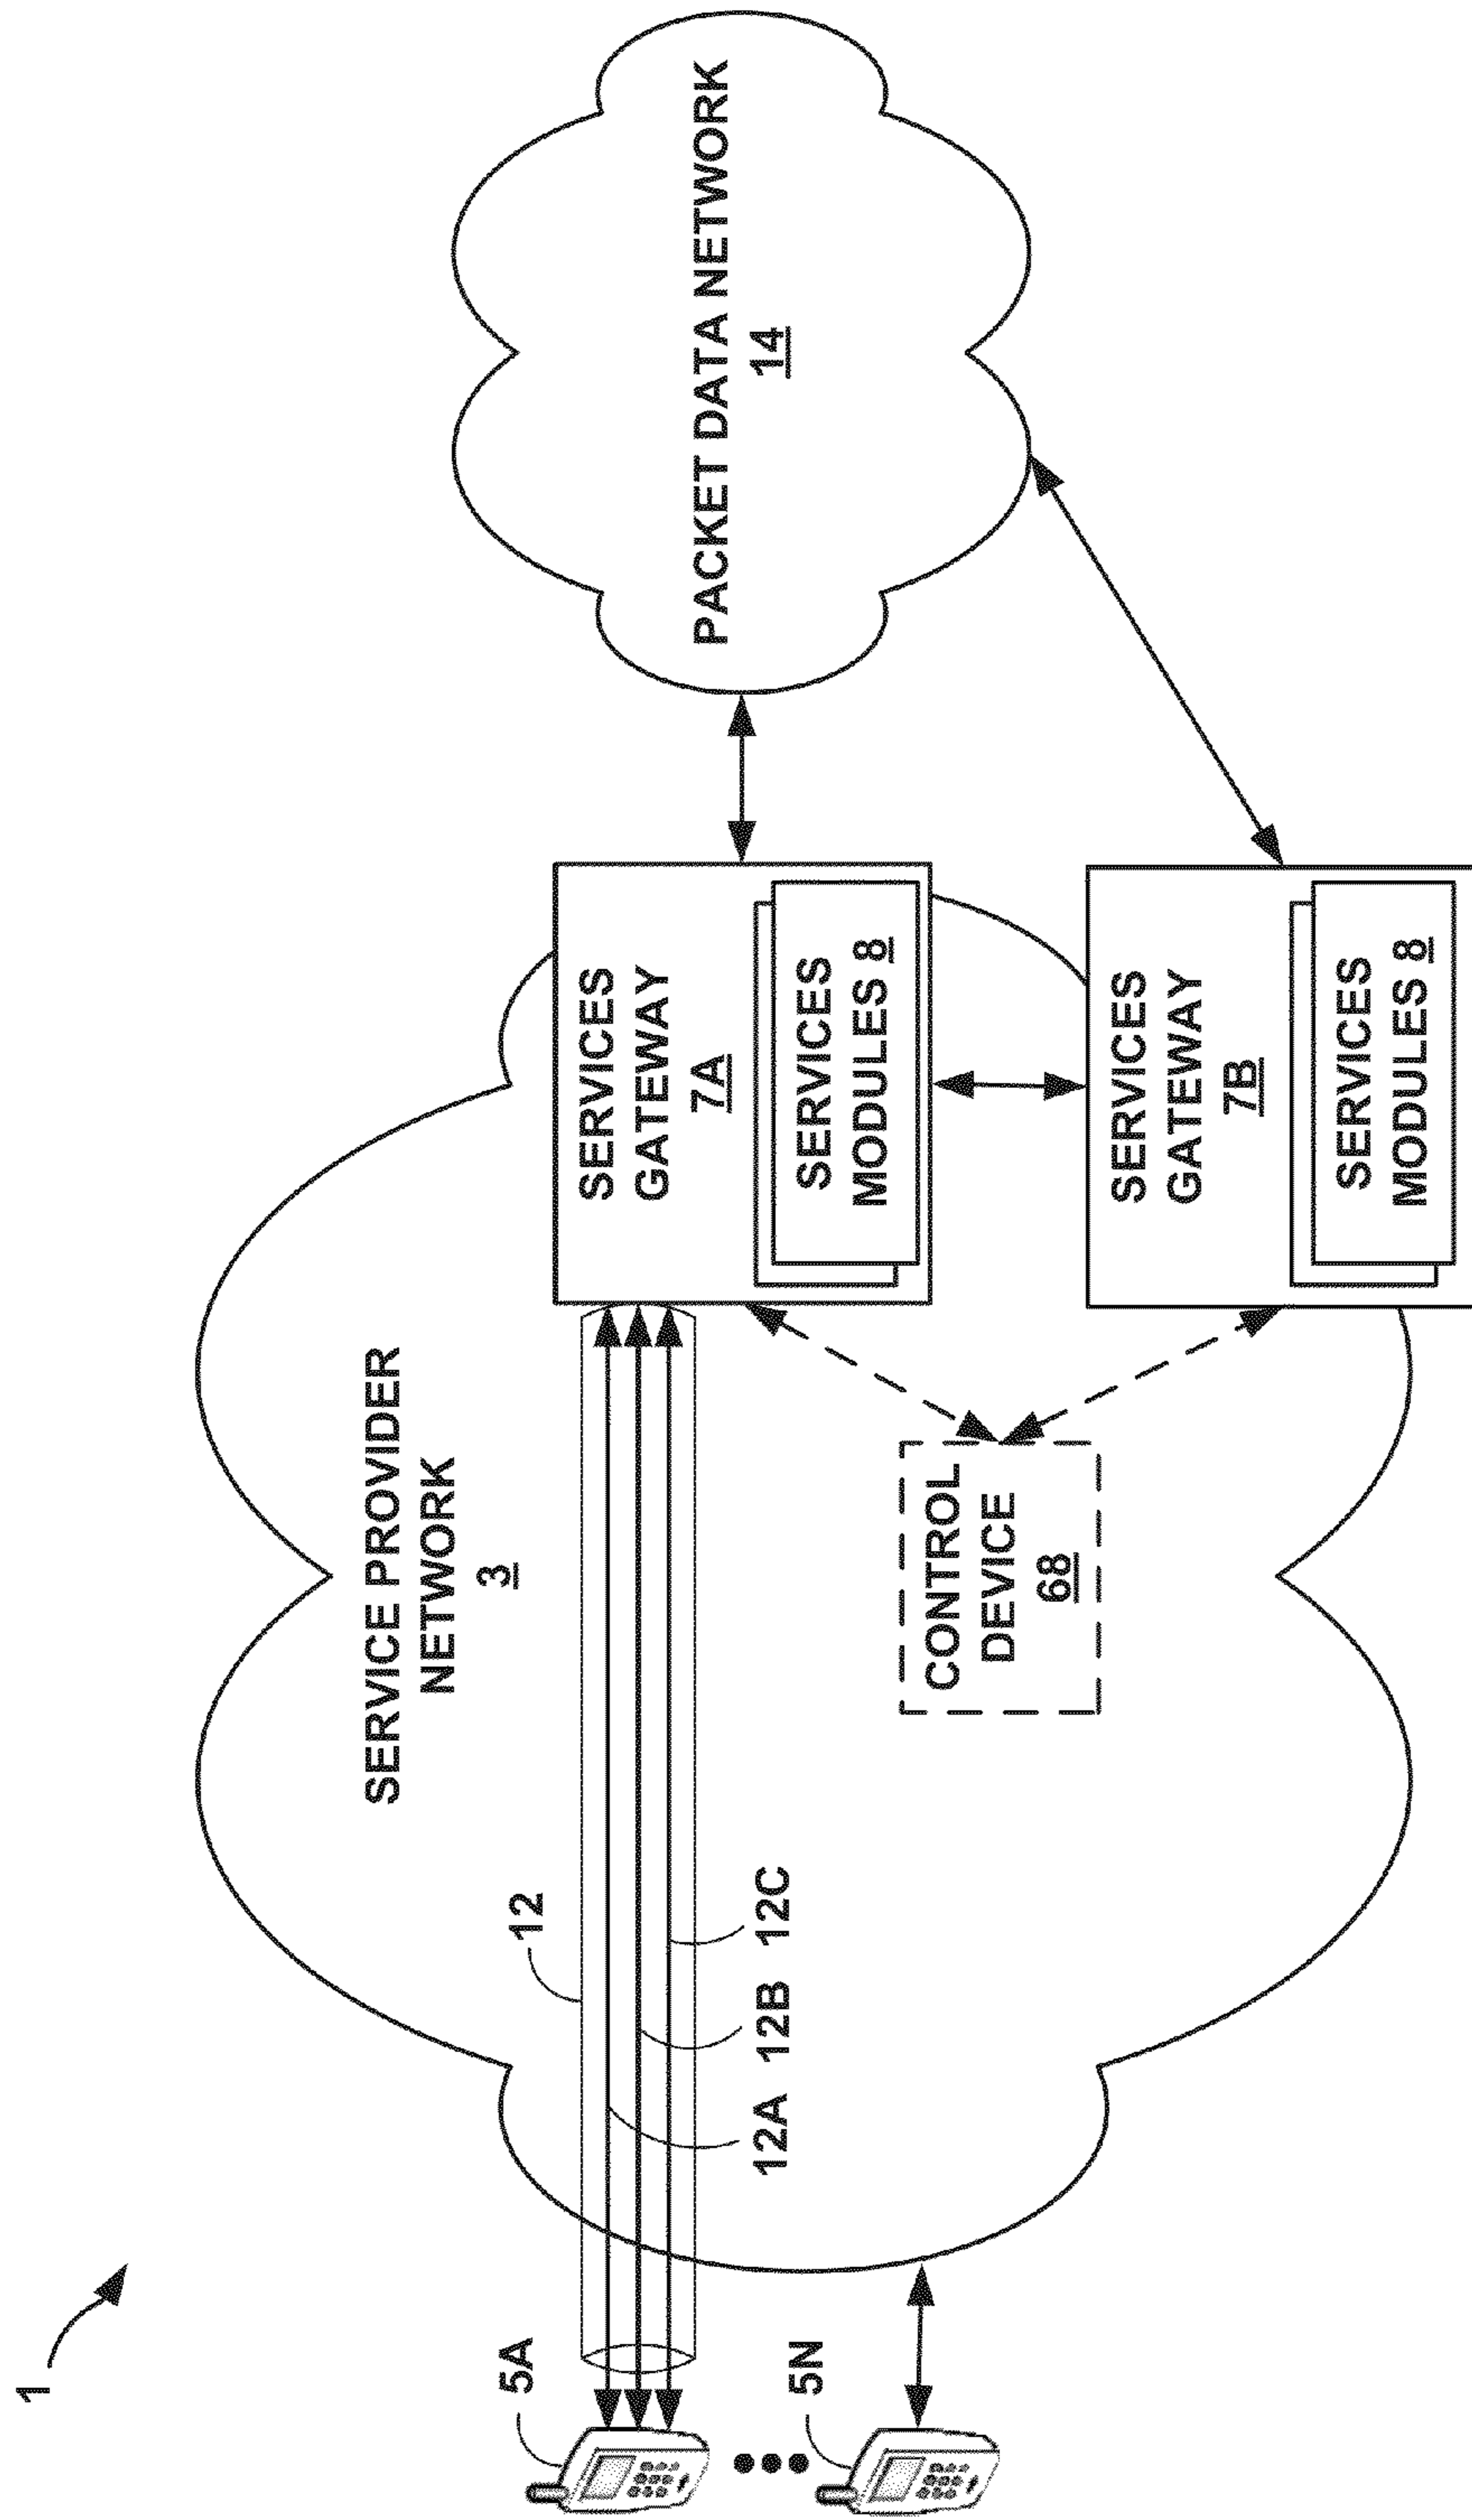 1
SERVICE PROVIDER
NETWORK
3
12
5A
SERVICES
GATEWAY
7A
SERVICES
MODULES 8
PACKET DATA NETWORK
14
12A
12B
12C
5N
CONTROL
DEVICE
68
SERVICES
GATEWAY
7B
SERVICES
MODULES 8